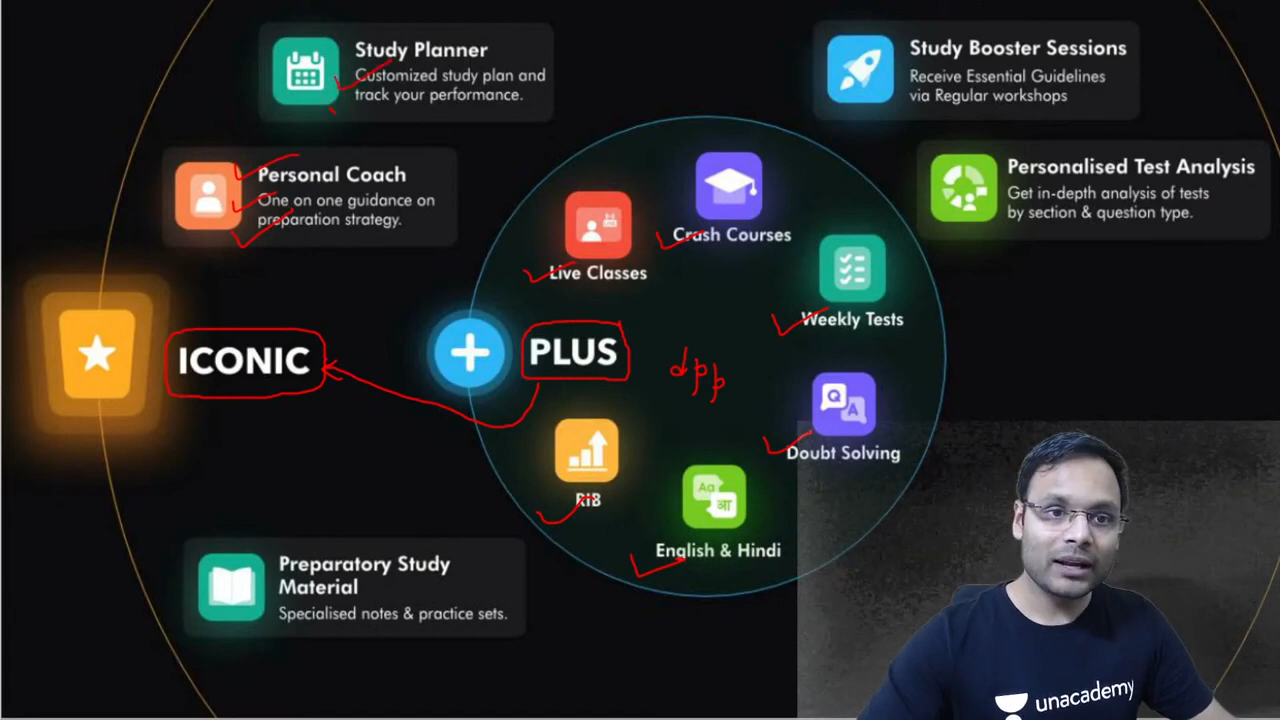 Study Planner
Customized study plan and
track your performance.
Study Booster Sessions
Receive Essential Guidelines
via Regular workshops
Personal Coach
One on one guidance on
preparation strategy.
Personalised Test Analysis
Get in-depth analysis of tests
by section & question type.
Crash Courses
LIVE
Live Classes
Weekly Tests
ICONIC
PLUS
dpp
Q
A
Doubt Solving
RIB
Aa
अा
English & Hindi
Preparatory Study
Material
Specialised notes & practice sets.
unacademy